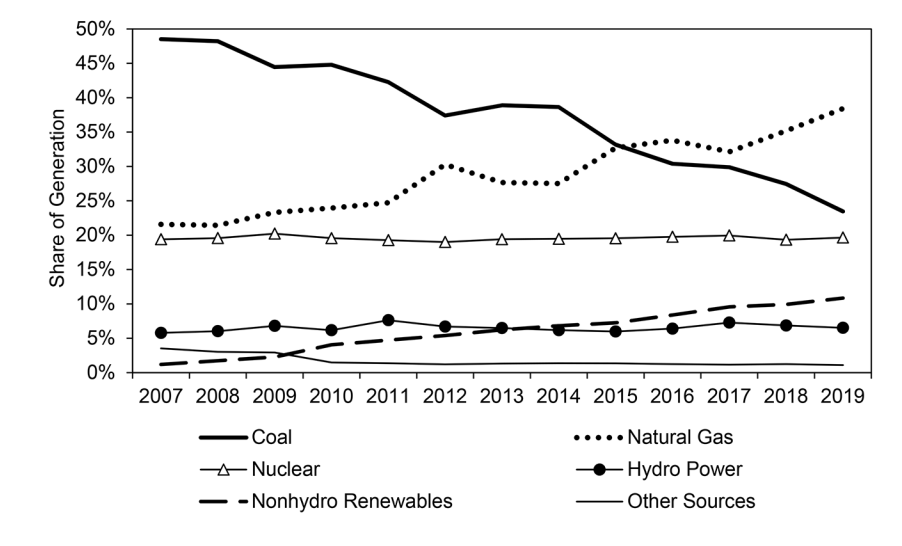 50%
45%
40%
35%
30%
25%
20%
15%
10%
5%
0%
Share of Generation
2007 2008 2009 2010 2011 2012 2013 2014 2015 2016 2017 2018 2019
Coal Natural Gas
Nuclear Hydro Power
Nonhydro Renewables Other Sources